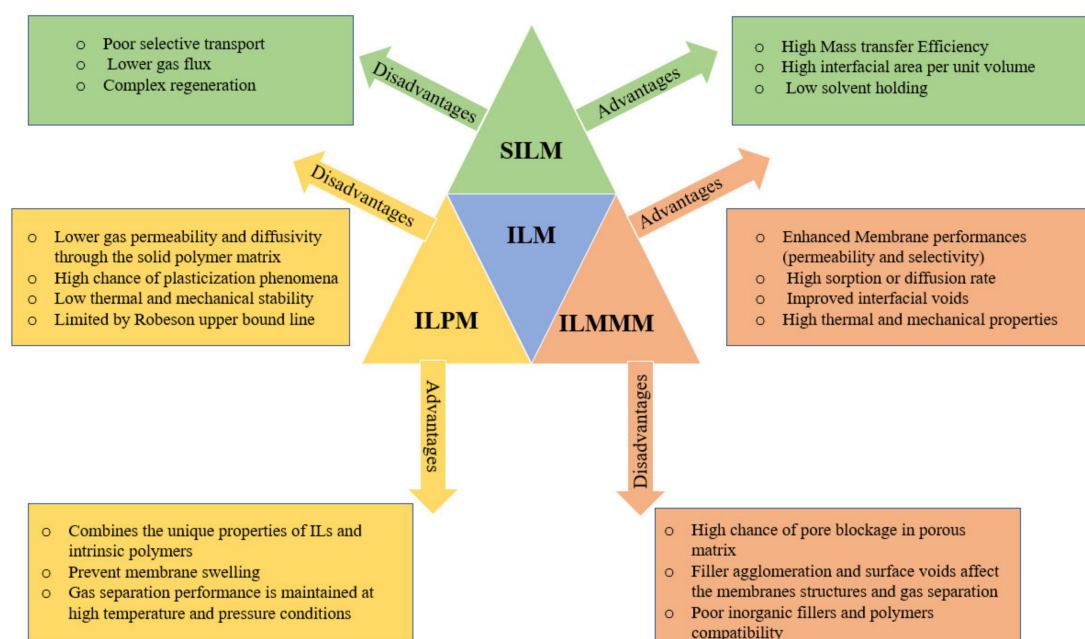 ○ Poor selective transport
○ Lower gas flux
○ Complex regeneration
Disadvantages
Advantages
○ High Mass transfer Efficiency
○ High interfacial area per unit volume
○ Low solvent holding
SILM
Disadvantages
Advantages
○ Lower gas permeability and diffusivity
through the solid polymer matrix
○ High chance of plasticization phenomena
○ Low thermal and mechanical stability
○ Limited by Robeson upper bound line
ILM
○ Enhanced Membrane performances
(permeability and selectivity)
○ High sorption or diffusion rate
○ Improved interfacial voids
○ High thermal and mechanical properties
ILPM
ILMMM
Advantages
Disadvantages
○ Combines the unique properties of ILs and
intrinsic polymers
○ Prevent membrane swelling
○ Gas separation performance is maintained at
high temperature and pressure conditions
○ High chance of pore blockage in porous
matrix
○ Filler agglomeration and surface voids affect
the membranes structures and gas separation
○ Poor inorganic fillers and polymers
compatibility